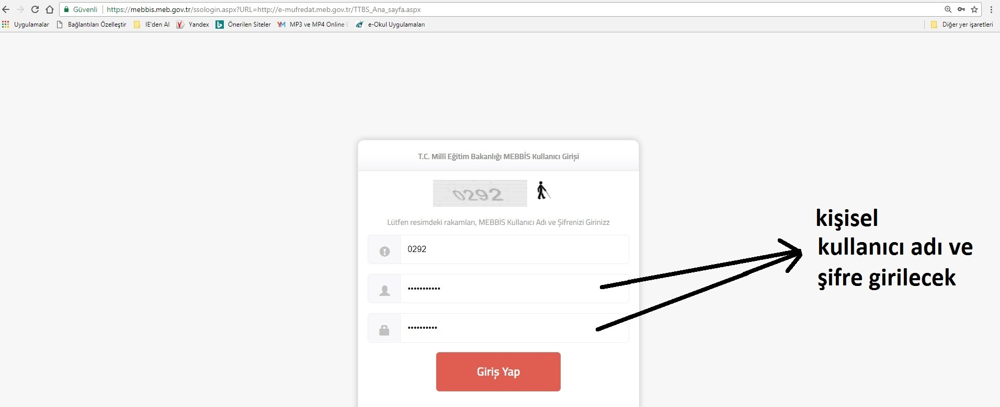 Güvenli https://mebbis.meb.gov.tr/ssologin.aspx?URL=http://e-mufredat.meb.gov.tr/TTBS_Ana_sayfa.aspx
Uygulamalar Bağlantıları Özelleştir IE'den Al Yandex Önerilen Siteler MP3 ve MP4 Online e-Okul Uygulamaları Diğer yer işaretleri
T.C. Millî Eğitim Bakanlığı MEBBİS Kullanıcı Girişi
0292
Lütfen resimdeki rakamları, MEBBİS Kullanıcı Adı ve Şifrenizi Girinizz
0292
•••••••••••
••••••••••
Giriş Yap
kişisel
kullanıcı adı ve
şifre girilecek